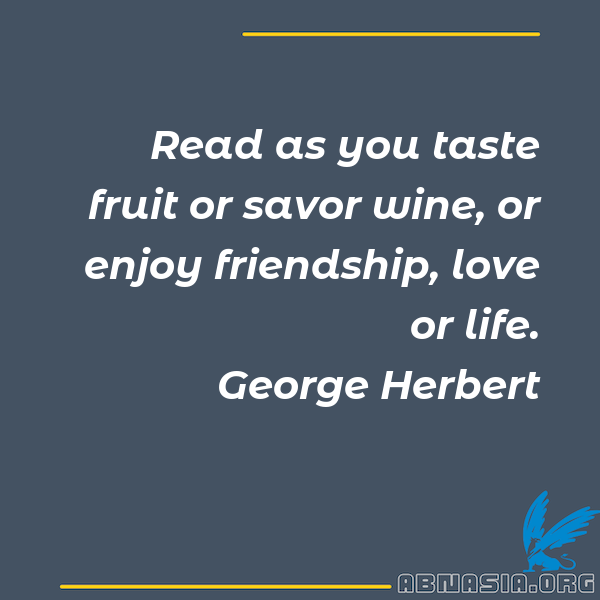 Read as you taste
fruit or savor wine, or
enjoy friendship, love
or life.
George Herbert
ABNASIA.ORG